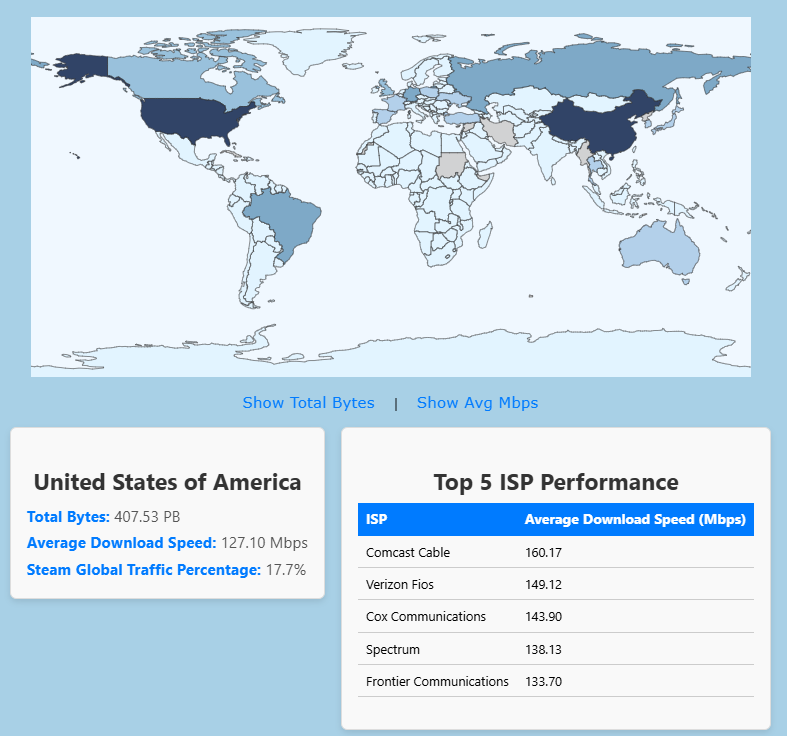 Show Total Bytes | Show Avg Mbps
United States of America
Total Bytes: 407.53 PB
Average Download Speed: 127.10 Mbps
Steam Global Traffic Percentage: 17.7%
Top 5 ISP Performance
ISP Average Download Speed (Mbps)
Comcast Cable 160.17
Verizon Fios 149.12
Cox Communications 143.90
Spectrum 138.13
Frontier Communications 133.70